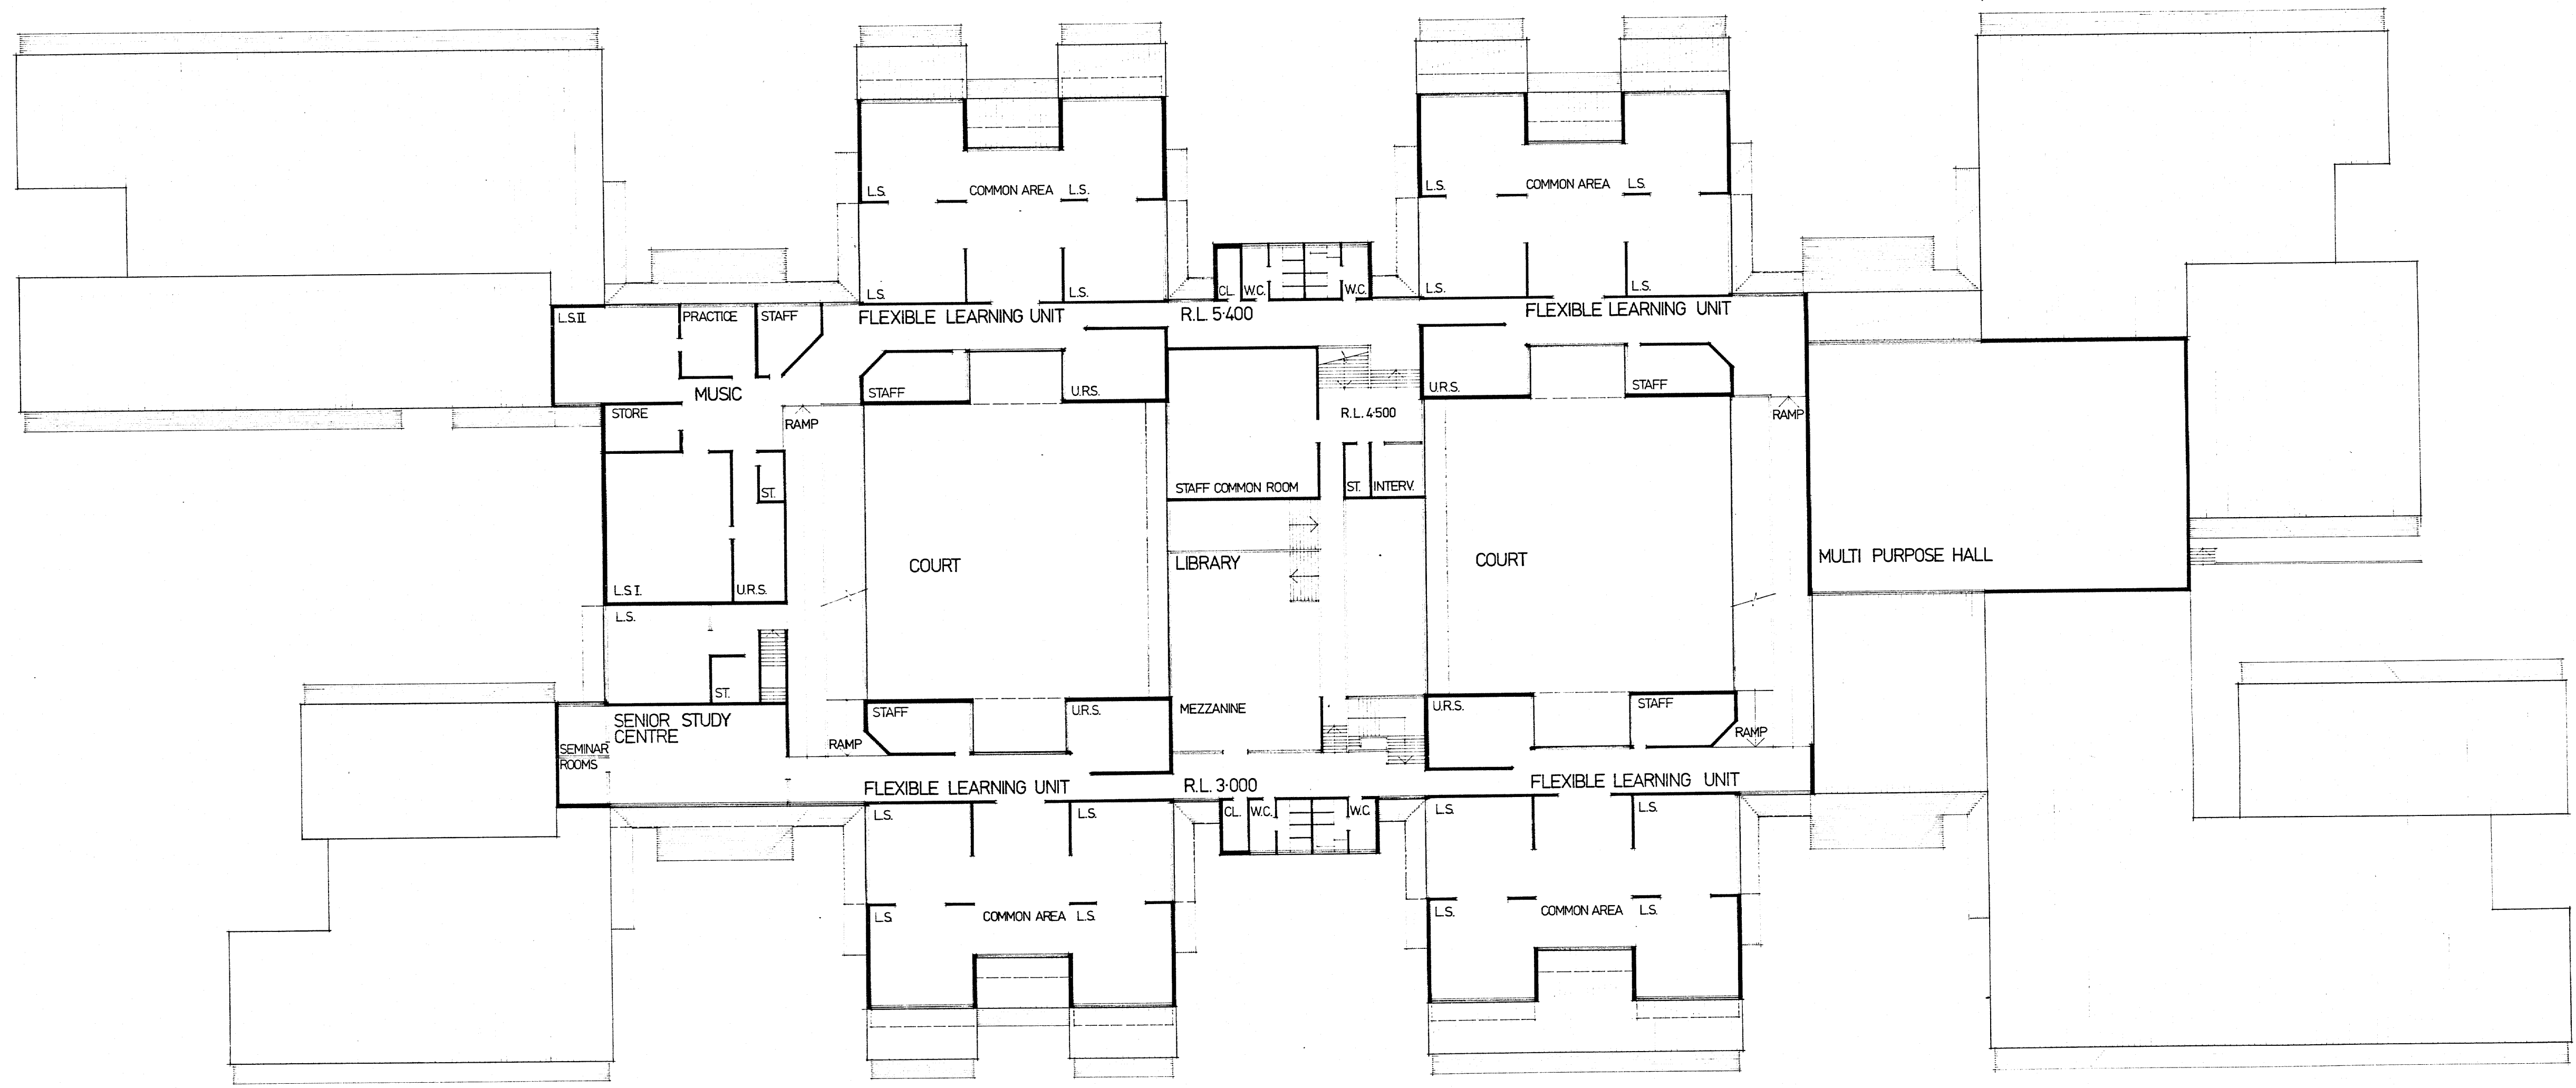 L.S.
COMMON AREA
L.S.
L.S.
COMMON AREA
L.S.
L.S.
L.S.
CL.
W.C.
W.C.
L.S.
L.S.
L.S.II.
PRACTICE
STAFF
FLEXIBLE LEARNING UNIT
R.L. 5·400
FLEXIBLE LEARNING UNIT
STAFF
U.R.S.
U.R.S.
STAFF
MUSIC
STORE
RAMP
R.L. 4·500
RAMP
ST.
STAFF COMMON ROOM
ST.
INTERV.
COURT
LIBRARY
COURT
MULTI PURPOSE HALL
L.S I.
U.R.S.
L.S.
ST.
SENIOR STUDY
CENTRE
SEMINAR
ROOMS
STAFF
U.R.S.
MEZZANINE
U.R.S.
STAFF
RAMP
RAMP
FLEXIBLE LEARNING UNIT
R.L. 3·000
FLEXIBLE LEARNING UNIT
L.S.
L.S.
CL.
W.C.
W.C
L.S.
L.S.
L.S
COMMON AREA
L.S.
L.S.
COMMON AREA
L.S.